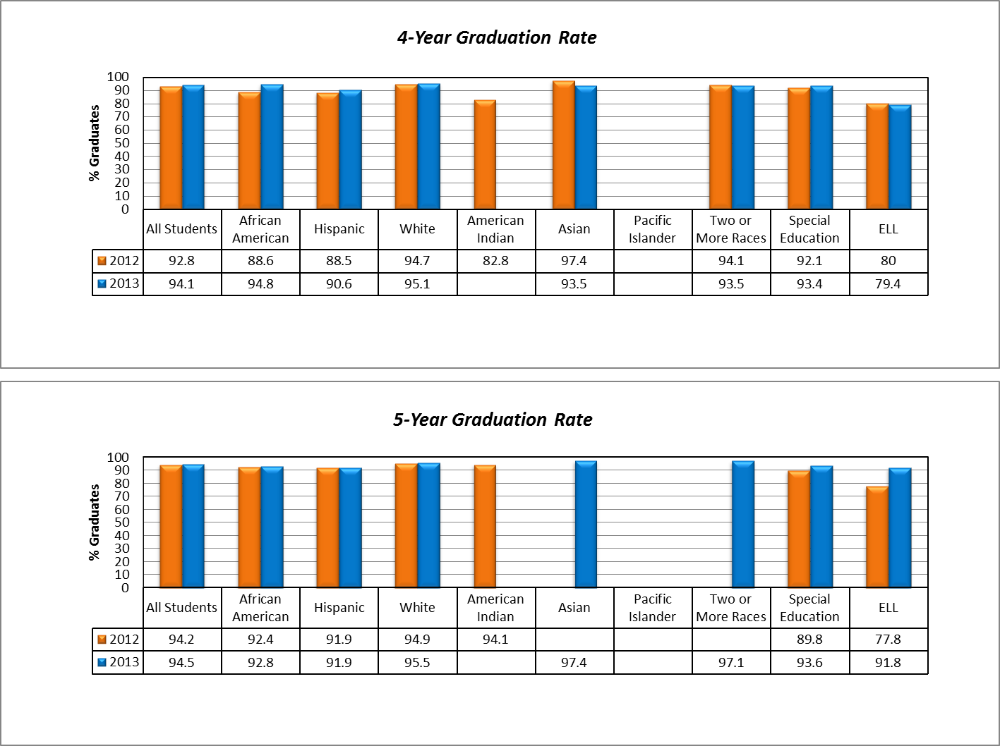 4-Year Graduation Rate
% Graduates
100
90
80
70
60
50
40
30
20
10
0
All Students African American Hispanic White American Indian Asian Pacific Islander Two or More Races Special Education ELL
2012 92.8 88.6 88.5 94.7 82.8 97.4 94.1 92.1 80
2013 94.1 94.8 90.6 95.1 93.5 93.5 93.4 79.4
5-Year Graduation Rate
% Graduates
100
90
80
70
60
50
40
30
20
10
0
All Students African American Hispanic White American Indian Asian Pacific Islander Two or More Races Special Education ELL
2012 94.2 92.4 91.9 94.9 94.1 89.8 77.8
2013 94.5 92.8 91.9 95.5 97.4 97.1 93.6 91.8